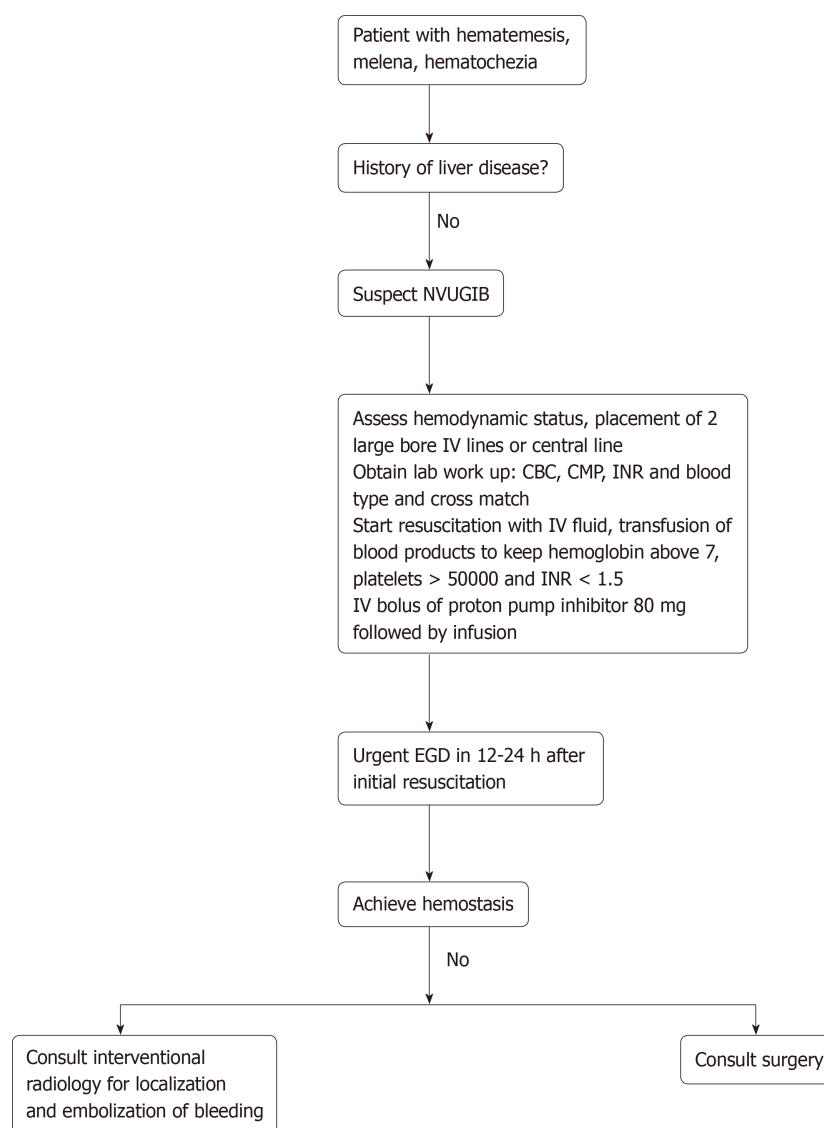 Patient with hematemesis,
melena, hematochezia
History of liver disease?
No
Suspect NVUGIB
Assess hemodynamic status, placement of 2
large bore IV lines or central line
Obtain lab work up: CBC, CMP, INR and blood
type and cross match
Start resuscitation with IV fluid, transfusion of
blood products to keep hemoglobin above 7,
platelets > 50000 and INR < 1.5
IV bolus of proton pump inhibitor 80 mg
followed by infusion
Urgent EGD in 12-24 h after
initial resuscitation
Achieve hemostasis
No
Consult interventional
radiology for localization
and embolization of bleeding
Consult surgery